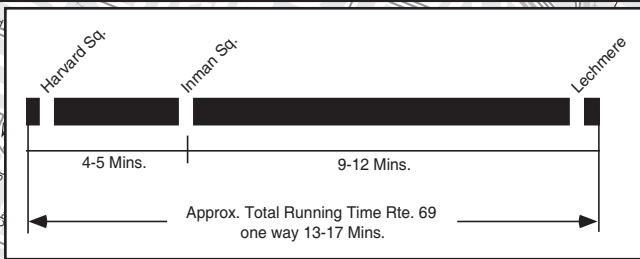 Harvard Sq.
Inman Sq.
Lechmere
4-5 Mins.
9-12 Mins.
Approx. Total Running Time Rte. 69
one way 13-17 Mins.